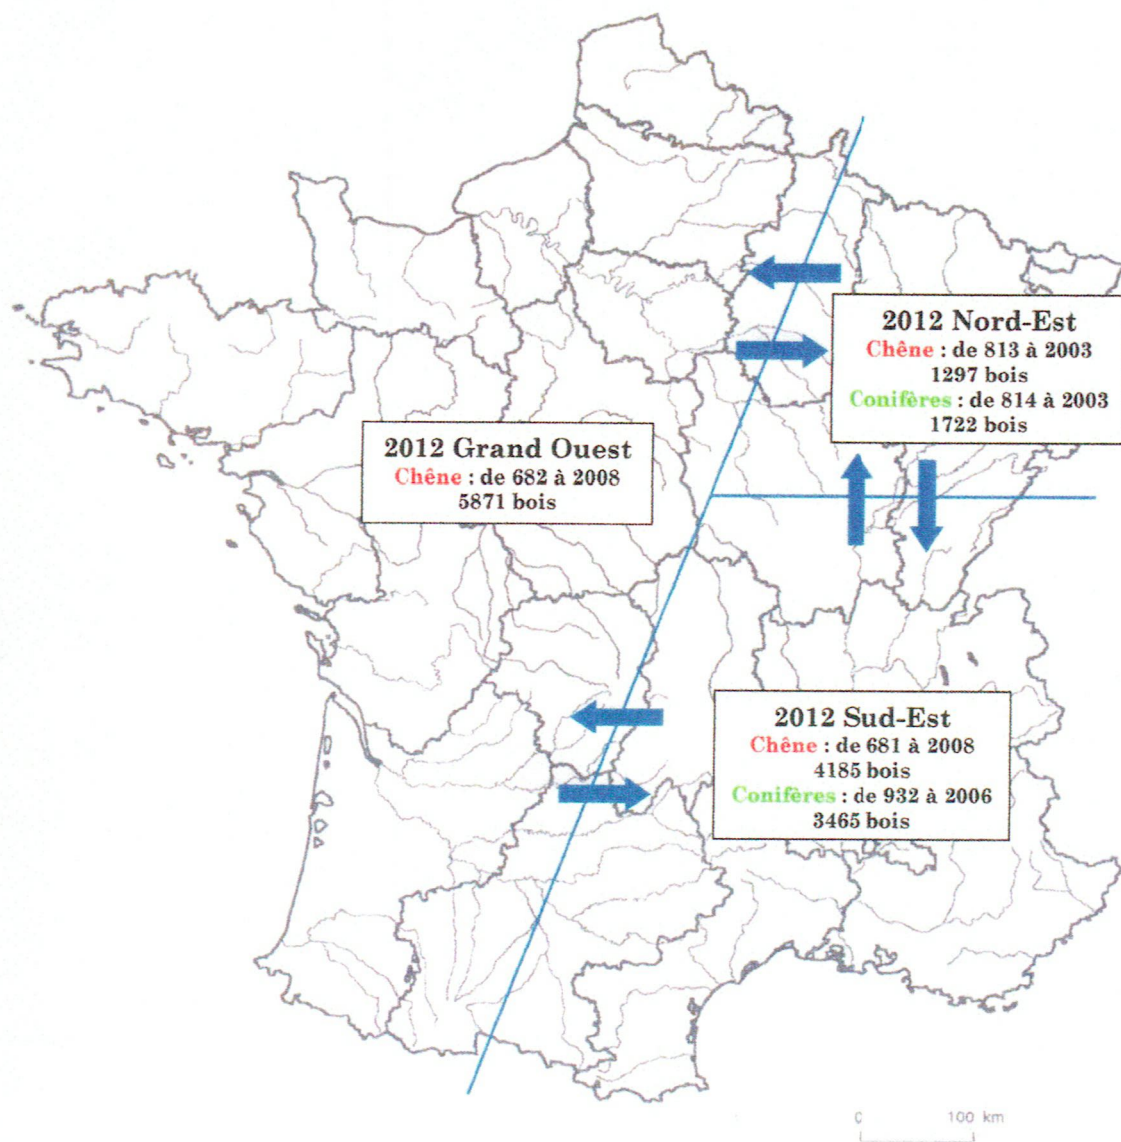 2012 Nord-Est
Chêne : de 813 à 2003
1297 bois
Conifères : de 814 à 2003
1722 bois
2012 Grand Ouest
Chêne : de 682 à 2008
5871 bois
2012 Sud-Est
Chêne : de 681 à 2008
4185 bois
Conifères : de 932 à 2006
3465 bois
0 100 km